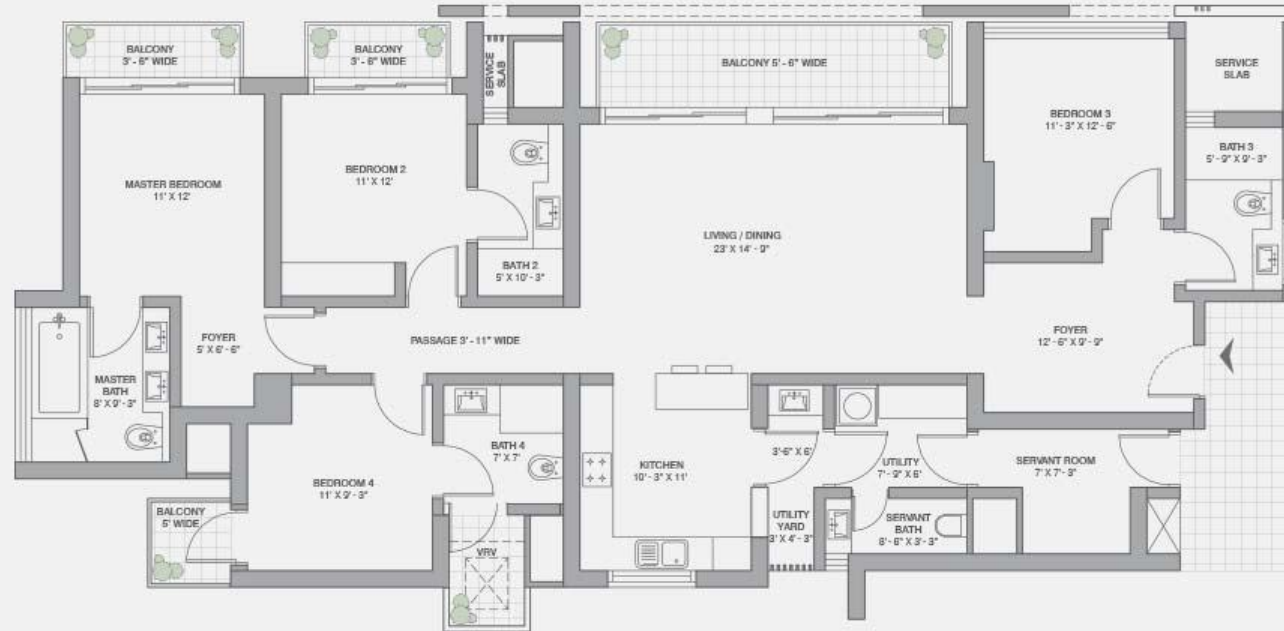 BALCONY
3' - 6" WIDE
BALCONY
3' - 6" WIDE
SERVICE
SLAB
BALCONY 5' - 6" WIDE
SERVICE
SLAB
BEDROOM 3
11' - 3" X 12' - 6"
BATH 3
5' - 9" X 9' - 3"
MASTER BEDROOM
11' X 12'
BEDROOM 2
11' X 12'
LIVING / DINING
23' X 14' - 9"
BATH 2
5' X 10' - 3"
FOYER
5' X 6' - 6"
PASSAGE 3' - 11" WIDE
FOYER
12' - 6" X 9' - 9"
MASTER
BATH
8' X 9' - 3"
BATH 4
7' X 7'
BEDROOM 4
11' X 9' - 3"
KITCHEN
10' - 3" X 11'
3'-6" X 6'
UTILITY
7' - 9" X 6'
SERVANT ROOM
7' X 7' - 3"
BALCONY
5' WIDE
UTILITY
YARD
3' X 4' - 3"
SERVANT
BATH
6' - 6" X 3' - 3"
VRV